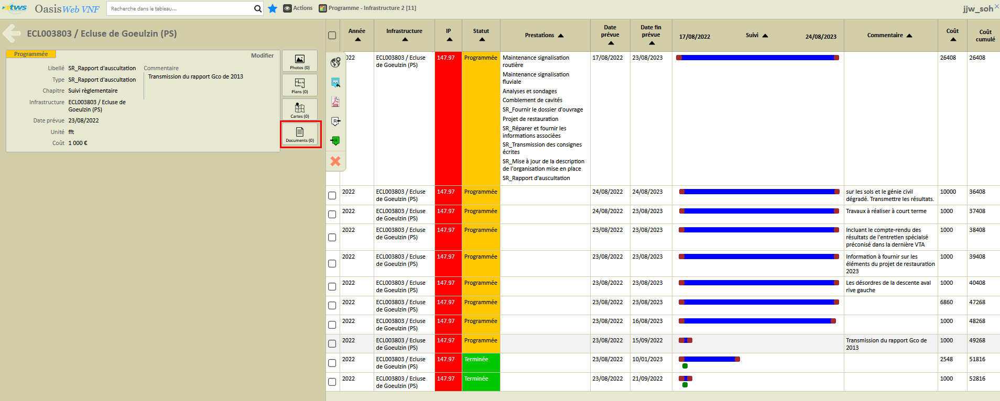 tws OasisWeb VNF Recherche dans le tableau... Actions Programme - Infrastructure 2 [11] jjw_soh
ECL003803 / Ecluse de Goeulzin (PS)
Programmée
Modifier
Libellé SR_Rapport d'auscultation
Type SR_Rapport d'auscultation
Chapitre Suivi règlementaire
Infrastructure ECL003803 / Ecluse de
Goeulzin (PS)
Date prévue 23/08/2022
Unité fft
Coût 1 000 €
Commentaire
Transmission du rapport Gco de 2013
Photos (0)
Plans (0)
Cartes (0)
Documents (0)
Année Infrastructure IP Statut Prestations Date prévue Date fin prévue 17/08/2022 Suivi 24/08/2023 Commentaire Coût Coût cumulé
022 ECL003803 / Ecluse de Goeulzin (PS) 147.97 Programmée
Maintenance signalisation
routière
Maintenance signalisation
fluviale
Analyses et sondages
Comblement de cavités
SR_Fournir le dossier d'ouvrage
Projet de restauration
SR_Réparer et fournir les
informations associées
SR_Transmission des consignes
écrites
SR_Mise à jour de la description
de l'organisation mise en place
SR_Rapport d'auscultation
17/08/2022 23/08/2023 26408 26408
2022 ECL003803 / Ecluse 147.97 Programmée 24/08/2022 24/08/2023 sur les sols et le génie civil 10000 36408
de Goeulzin (PS) dégradé. Transmettre les résultats.
2022 ECL003803 / Ecluse 147.97 Programmée 24/08/2022 23/08/2023 Travaux à réaliser à court terme 1000 37408
de Goeulzin (PS)
2022 ECL003803 / Ecluse 147.97 Programmée 23/08/2022 23/08/2023 Incluant le compte-rendu des 1000 38408
de Goeulzin (PS) résultats de l'entretien spécialsé
préconisé dans la dernière VTA
2022 ECL003803 / Ecluse 147.97 Programmée 23/08/2022 23/08/2023 Information à fournir sur les 1000 39408
de Goeulzin (PS) éléments du projet de restauration
2023
2022 ECL003803 / Ecluse 147.97 Programmée 23/08/2022 23/08/2023 Les désordres de la descente aval 1000 40408
de Goeulzin (PS) rive gauche
2022 ECL003803 / Ecluse 147.97 Programmée 23/08/2022 23/08/2023 6860 47268
de Goeulzin (PS)
2022 ECL003803 / Ecluse 147.97 Programmée 23/08/2022 16/08/2023 1000 48268
de Goeulzin (PS)
2022 ECL003803 / Ecluse 147.97 Programmée 23/08/2022 15/09/2022 Transmission du rapport Gco de 1000 49268
de Goeulzin (PS) 2013
2022 ECL003803 / Ecluse 147.97 Terminée 23/08/2022 10/01/2023 2548 51816
de Goeulzin (PS)
2022 ECL003803 / Ecluse 147.97 Terminée 23/08/2022 21/09/2022 1000 52816
de Goeulzin (PS)